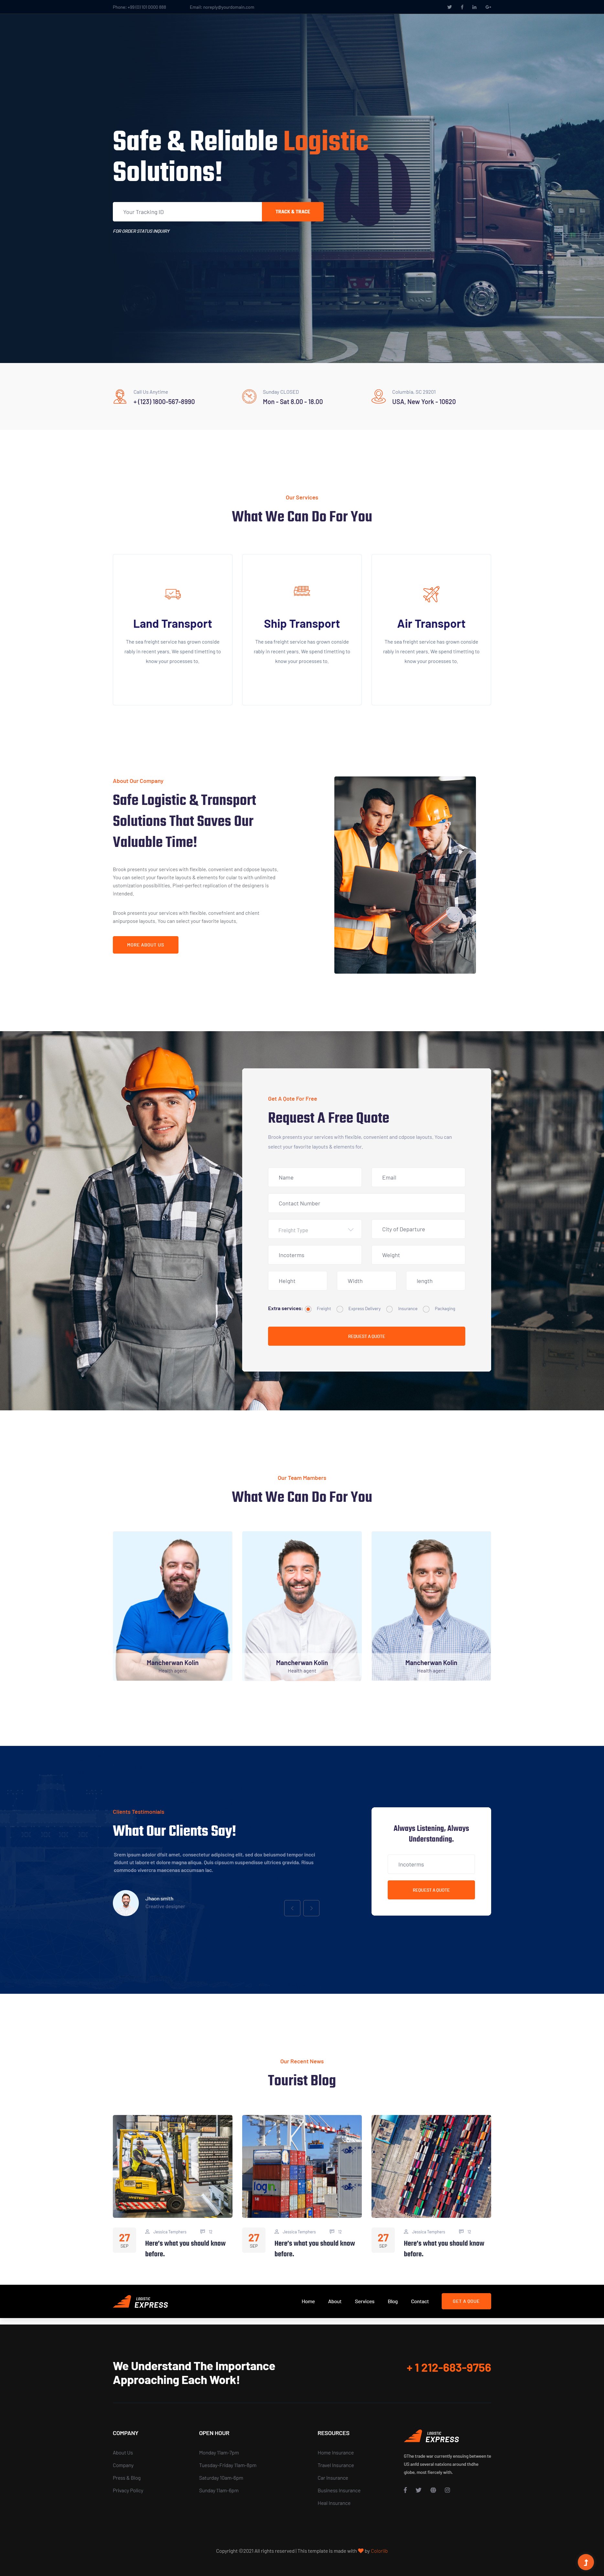 Phone: +99 (0) 101 0000 888
Email: noreply@yourdomain.com
Safe & Reliable Logistic
Solutions!
Your Tracking ID
TRACK & TRACE
FOR ORDER STATUS INQUIRY
Call Us Anytime
+ (123) 1800-567-8990
Sunday CLOSED
Mon - Sat 8.00 - 18.00
Columbia, SC 29201
USA, New York - 10620
Our Services
What We Can Do For You
Land Transport
The sea freight service has grown conside
rably in recent years. We spend timetting to
know your processes to.
Ship Transport
The sea freight service has grown conside
rably in recent years. We spend timetting to
know your processes to.
Air Transport
The sea freight service has grown conside
rably in recent years. We spend timetting to
know your processes to.
About Our Company
Safe Logistic & Transport
Solutions That Saves Our
Valuable Time!
Brook presents your services with flexible, convenient and cdpose layouts.
You can select your favorite layouts & elements for cular ts with unlimited
ustomization possibilities. Pixel-perfect replication of the designers is
intended.
Brook presents your services with flexible, convefnient and chient
anipurpose layouts. You can select your favorite layouts.
MORE ABOUT US
Get A Qote For Free
Request A Free Quote
Brook presents your services with flexible, convenient and cdpose layouts. You can
select your favorite layouts & elements for.
Name
Email
Contact Number
Freight Type
City of Departure
Incoterms
Weight
Height
Width
length
Extra services:
Freight
Express Delivery
Insurance
Packaging
REQUEST A QUOTE
Our Team Mambers
What We Can Do For You
Mancherwan Kolin
Health agent
Mancherwan Kolin
Health agent
Mancherwan Kolin
Health agent
Clients Testimonials
What Our Clients Say!
Srem ipsum adolor dfsit amet, consectetur adipiscing elit, sed dox beiusmod tempor incci
didunt ut labore et dolore magna aliqua. Quis cipsucm suspendisse ultrices gravida. Risus
commodo vivercra maecenas accumsan lac.
Jhaon smith
Creative designer
Always Listening, Always
Understanding.
Incoterms
REQUEST A QUOTE
Our Recent News
Tourist Blog
27
SEP
Jessica Temphers
12
Here's what you should know
before.
27
SEP
Jessica Temphers
12
Here's what you should know
before.
27
SEP
Jessica Temphers
12
Here's what you should know
before.
LOGISTIC
EXPRESS
Home
About
Services
Blog
Contact
GET A QOUE
We Understand The Importance
Approaching Each Work!
+ 1 212-683-9756
COMPANY
About Us
Company
Press & Blog
Privacy Policy
OPEN HOUR
Monday 11am-7pm
Tuesday-Friday 11am-8pm
Saturday 10am-6pm
Sunday 11am-6pm
RESOURCES
Home Insurance
Travel Insurance
Car Insurance
Business Insurance
Heal Insurance
LOGISTIC
EXPRESS
GThe trade war currently ensuing between te
US anfd several natxions around thdhe
globe, most fiercely with.
Copyright ©2021 All rights reserved | This template is made with ❤ by Colorlib